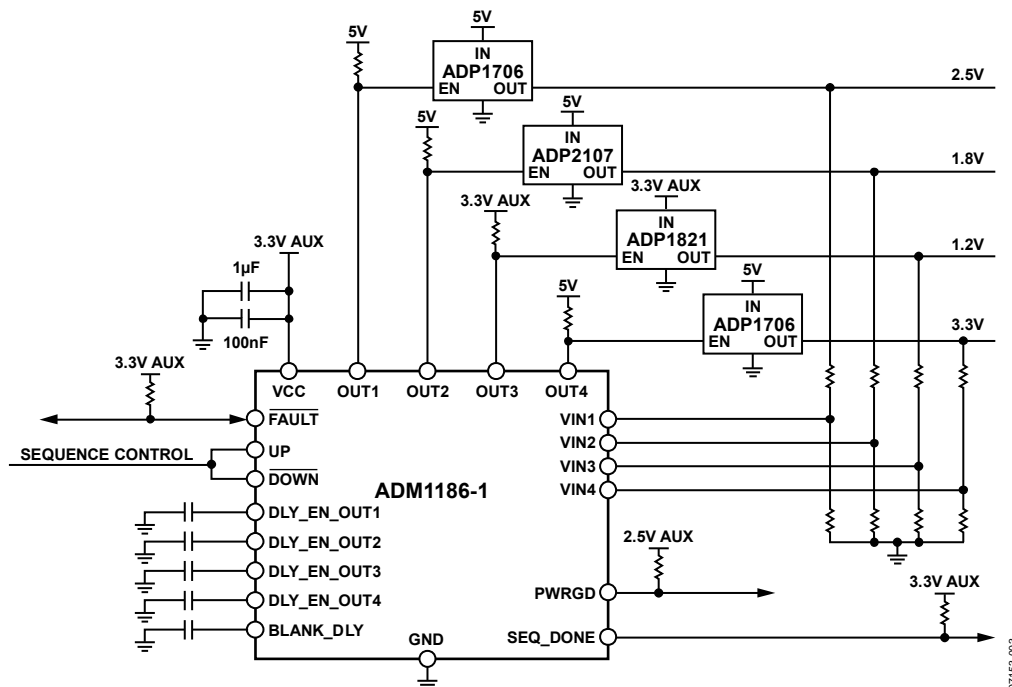 5V
5V
IN
ADP1706
EN OUT
2.5V
5V
5V
IN
ADP2107
EN OUT
1.8V
3.3V AUX
3.3V AUX
IN
ADP1821
EN OUT
1.2V
3.3V AUX
1µF
100nF
5V
5V
IN
ADP1706
EN OUT
3.3V
3.3V AUX
VCC
OUT1
OUT2
OUT3
OUT4
FAULT
UP
SEQUENCE CONTROL
DOWN
ADM1186-1
DLY_EN_OUT1
DLY_EN_OUT2
DLY_EN_OUT3
DLY_EN_OUT4
BLANK_DLY
GND
VIN1
VIN2
VIN3
VIN4
2.5V AUX
PWRGD
3.3V AUX
SEQ_DONE